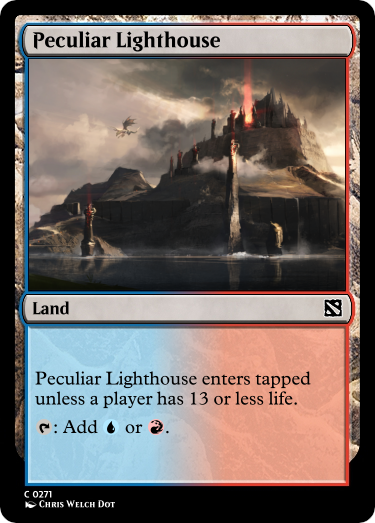 Peculiar Lighthouse
Land
Peculiar Lighthouse enters tapped
unless a player has 13 or less life.
: Add or .
C 0271
Chris Welch Dot